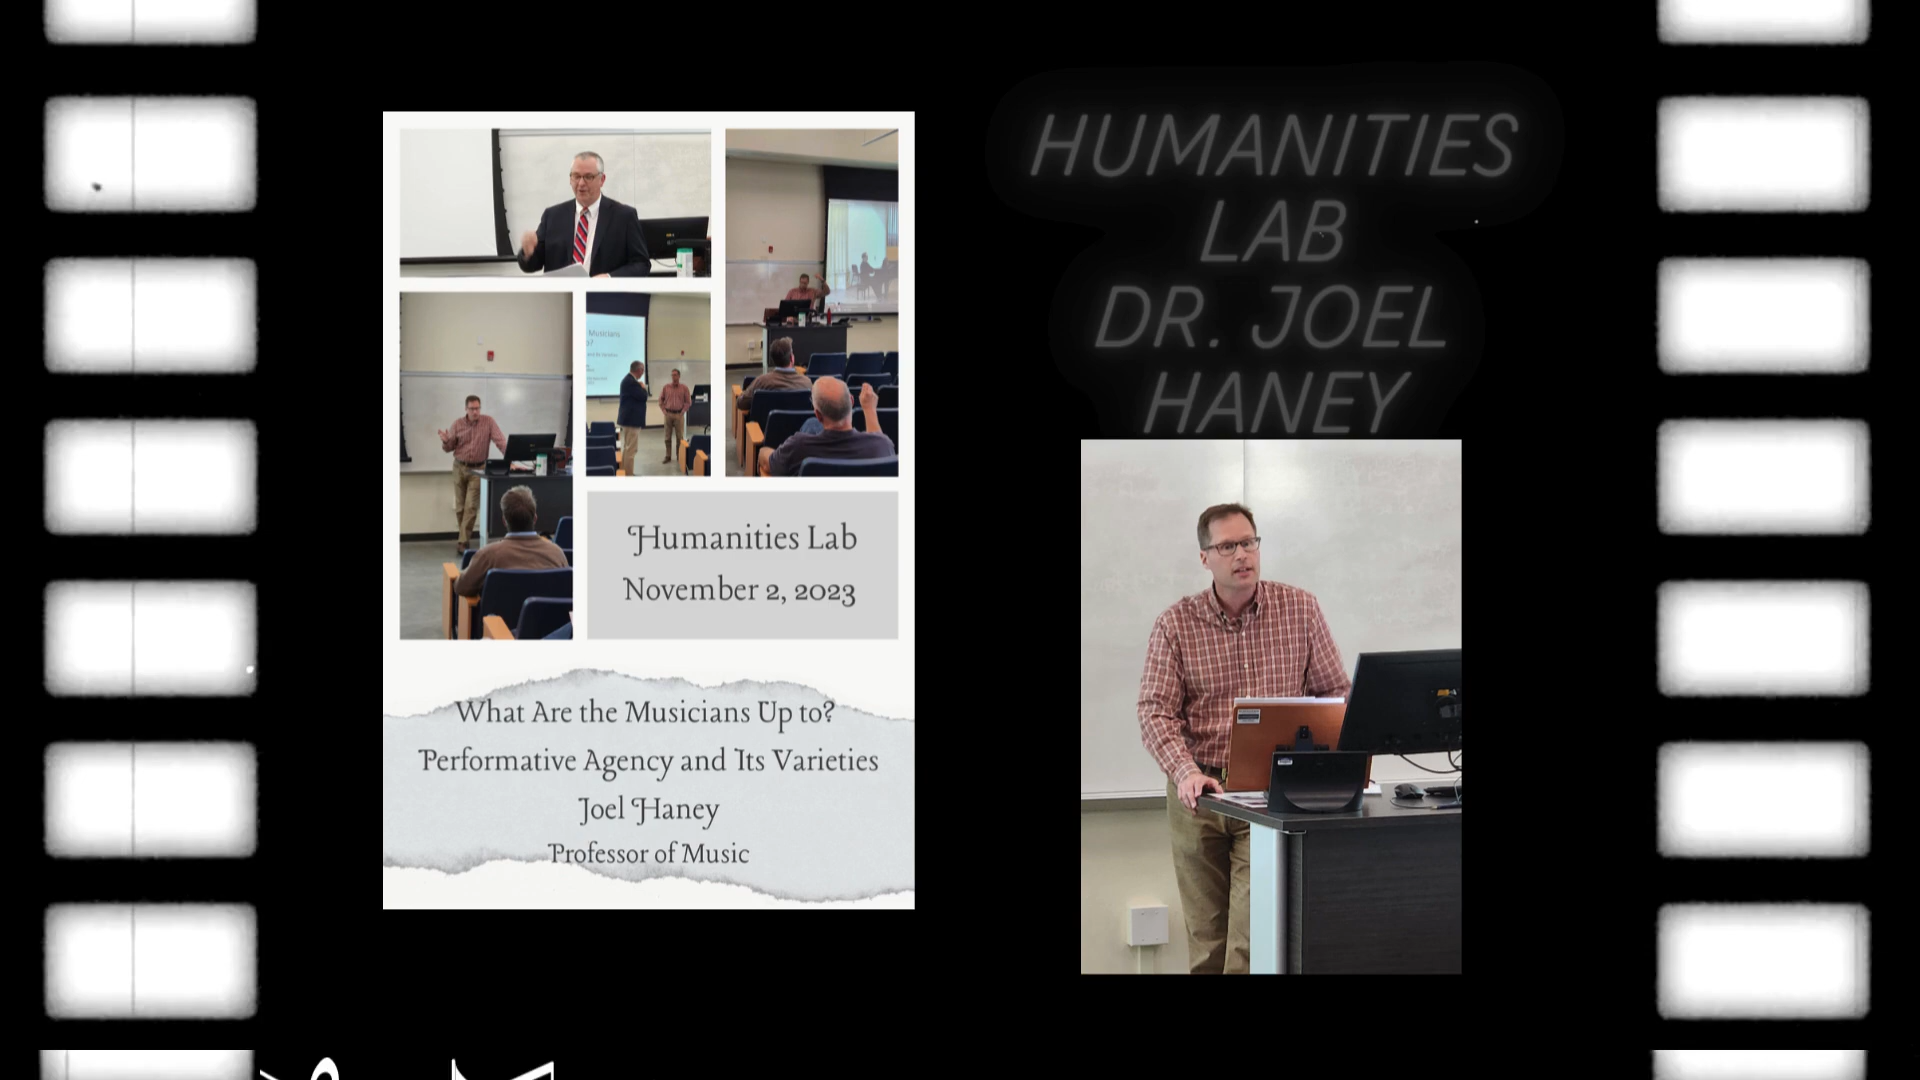 Musicians
Humanities Lab
November 2, 2023
What Are the Musicians Up to?
Performative Agency and Its Varieties
Joel Haney
Professor of Music
HUMANITIES
LAB
DR. JOEL
HANEY